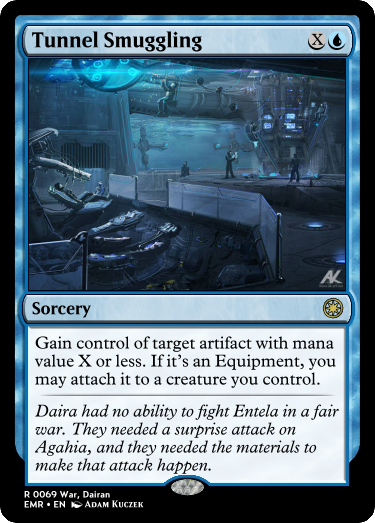 Tunnel Smuggling
X
AK
Sorcery
Gain control of target artifact with mana
value X or less. If it's an Equipment, you
may attach it to a creature you control.
Daira had no ability to fight Entela in a fair
war. They needed a surprise attack on
Agahia, and they needed the materials to
make that attack happen.
R 0069 War, Dairan
EMR • EN Adam Kuczek